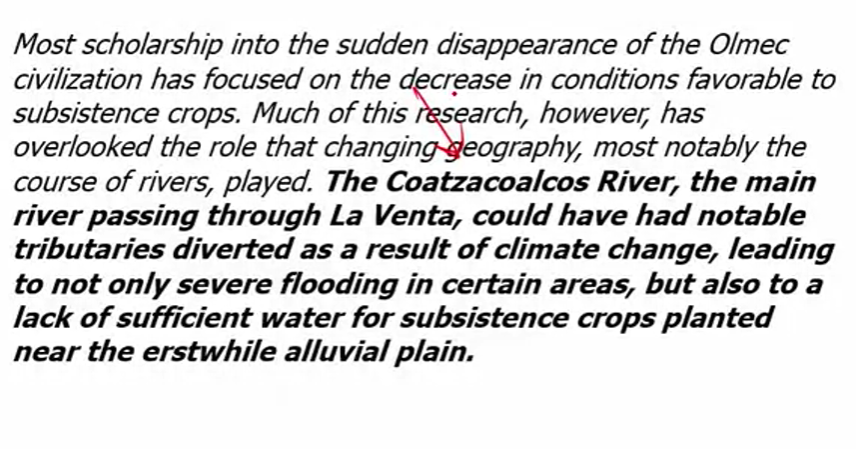 Most scholarship into the sudden disappearance of the Olmec
civilization has focused on the decrease in conditions favorable to
subsistence crops. Much of this research, however, has
overlooked the role that changing geography, most notably the
course of rivers, played. The Coatzacoalcos River, the main
river passing through La Venta, could have had notable
tributaries diverted as a result of climate change, leading
to not only severe flooding in certain areas, but also to a
lack of sufficient water for subsistence crops planted
near the erstwhile alluvial plain.